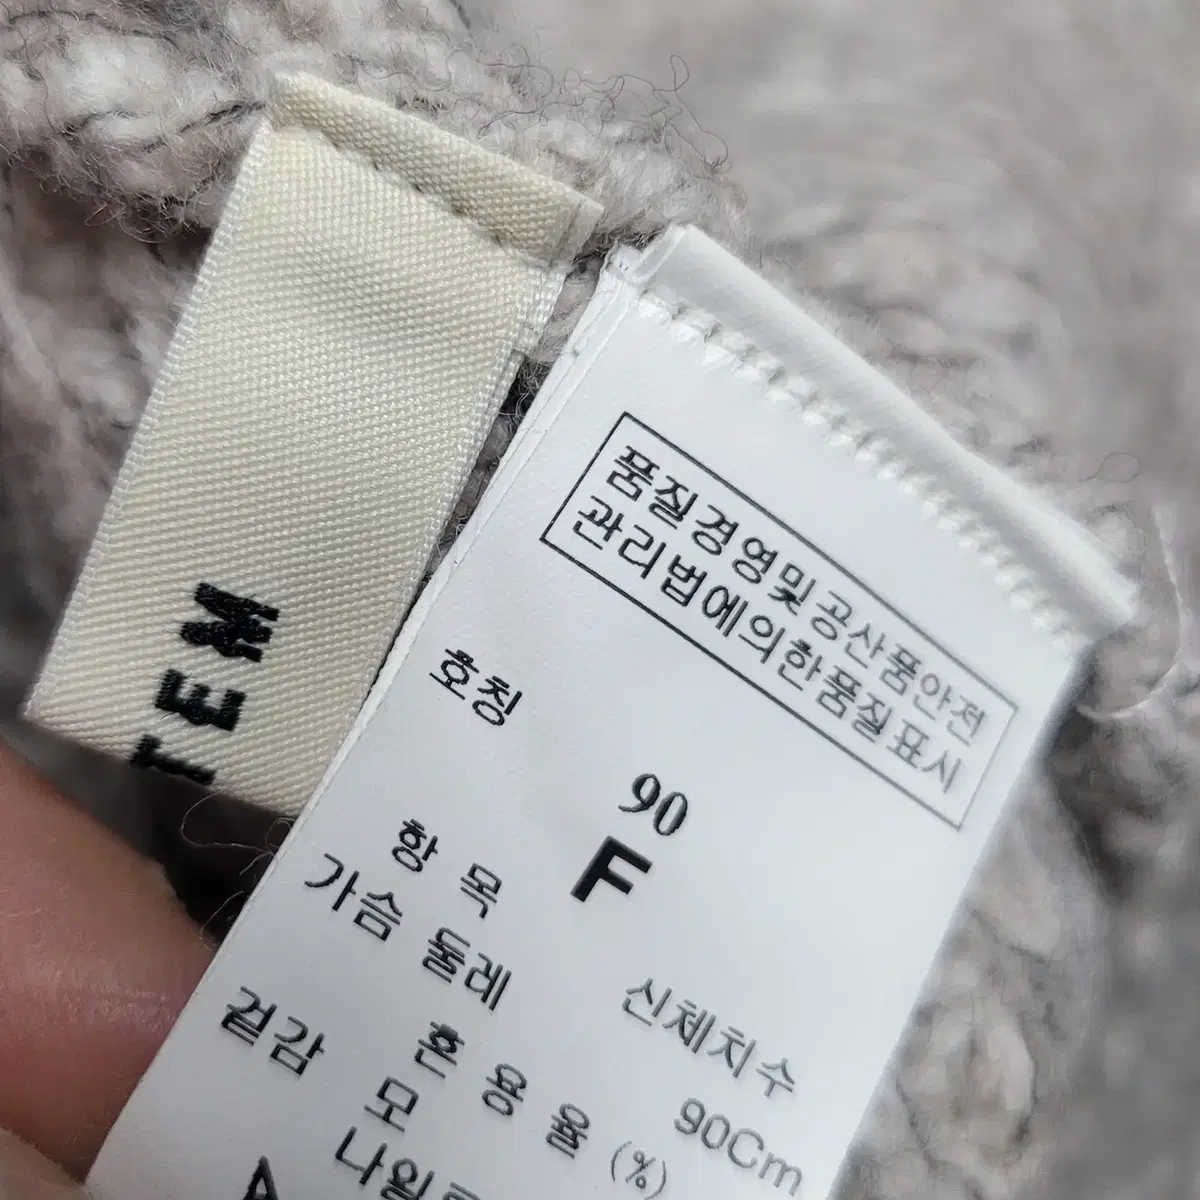 TEM
품질경영및공산품안전
관리법에의한품질표시
호칭
90
F
항 목 신체치수
가슴 둘레 90Cm
혼 용 율 (%)
겉감 모